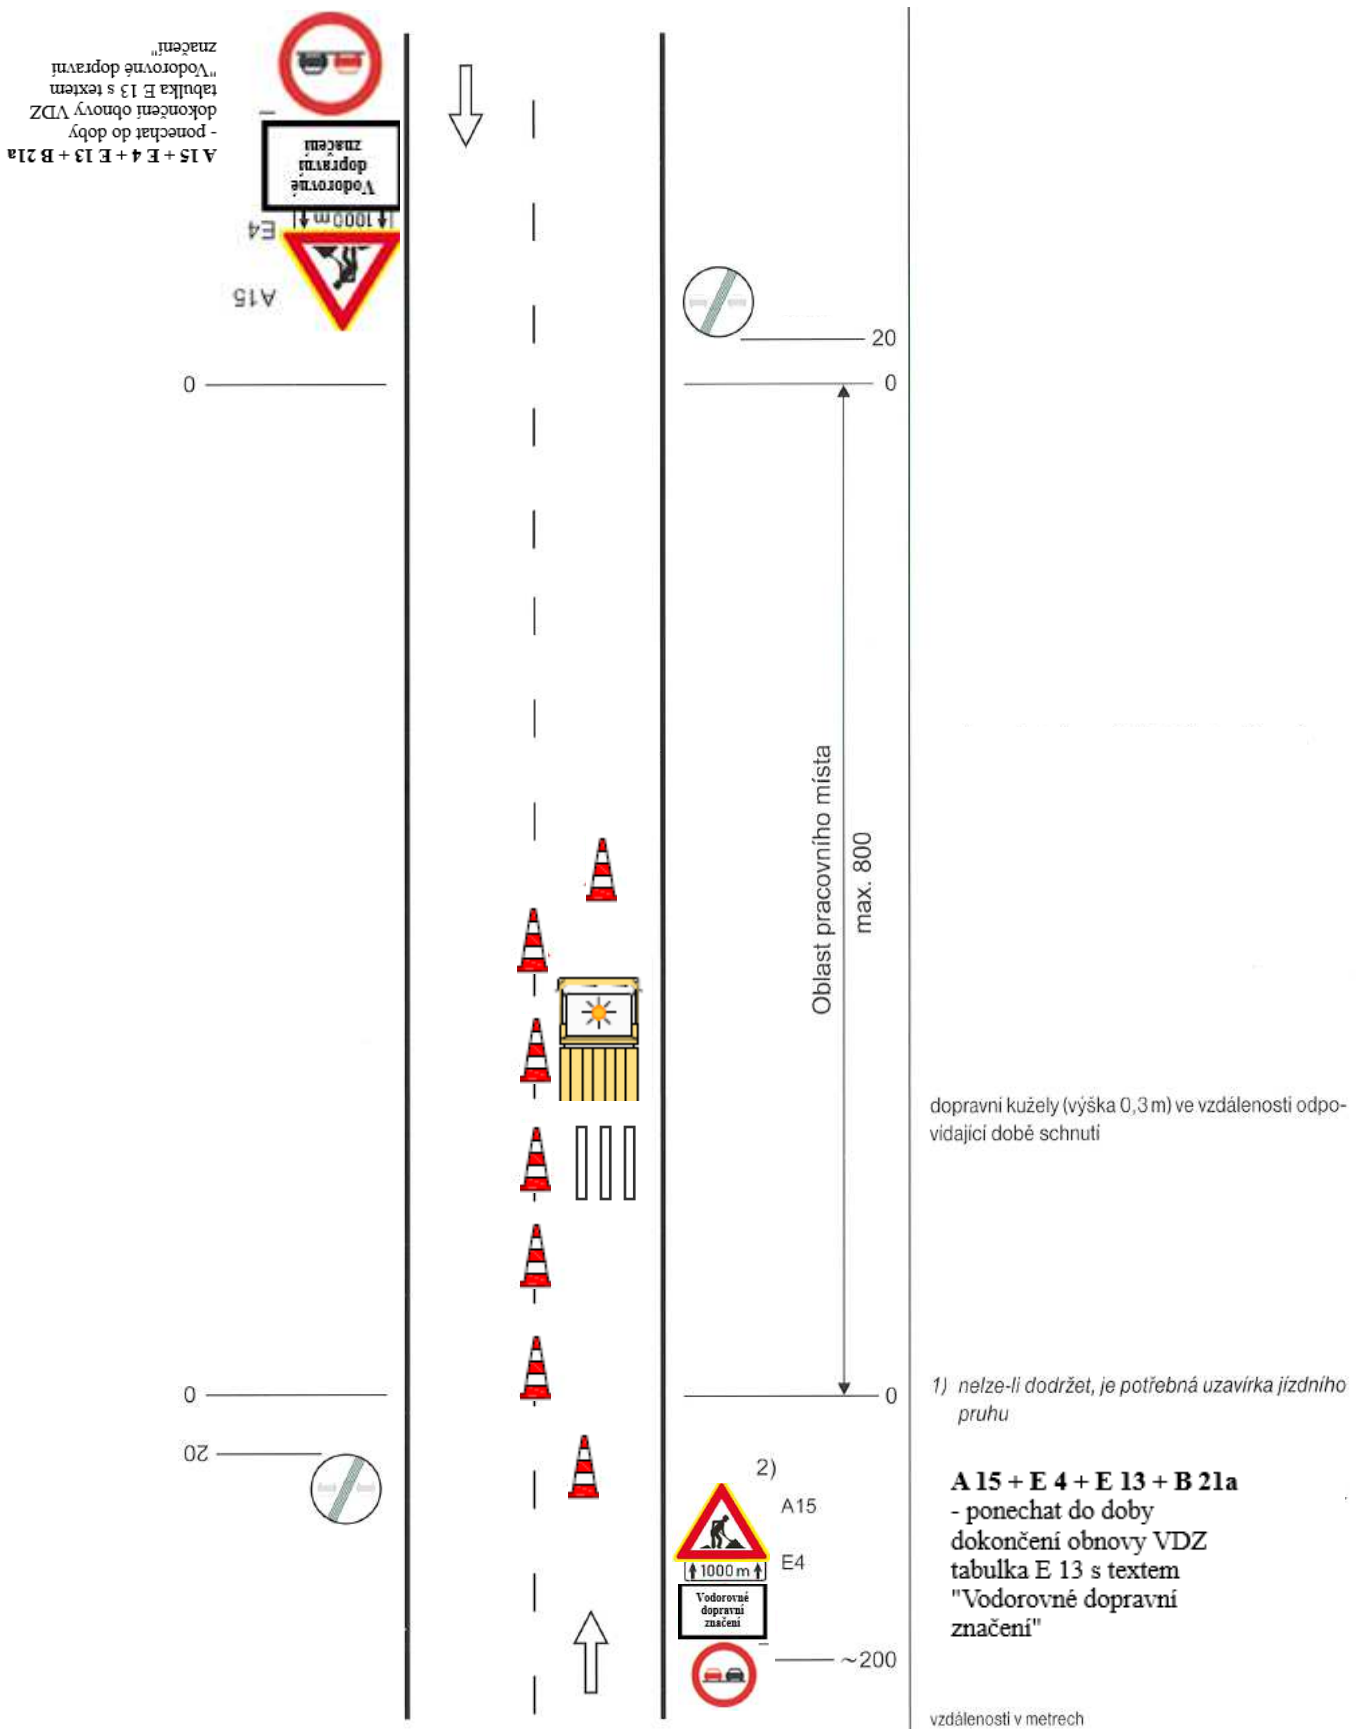 A 15 + E 4 + E 13 + B 21a
- ponechat do doby
dokončení obnovy VDZ
tabulka E 13 s textem
"Vodorovné dopravní
značení"
Vodorovné
dopravní
značení
1000 m
E4
A15
20
0
0
Oblast pracovního místa
max. 800
dopravní kužely (výška 0,3 m) ve vzdálenosti odpo-
vídající době schnutí
0
0
1) nelze-li dodržet, je potřebná uzavírka jízdního
pruhu
20
2)
A15
E4
1000 m
Vodorovné
dopravní
značení
~200
A 15 + E 4 + E 13 + B 21a
- ponechat do doby
dokončení obnovy VDZ
tabulka E 13 s textem
"Vodorovné dopravní
značení"
vzdálenosti v metrech